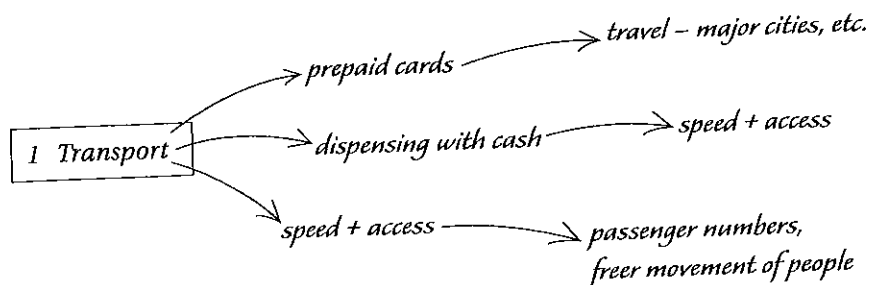 travel – major cities, etc.
prepaid cards
1 Transport
dispensing with cash
speed + access
speed + access
passenger numbers,
freer movement of people